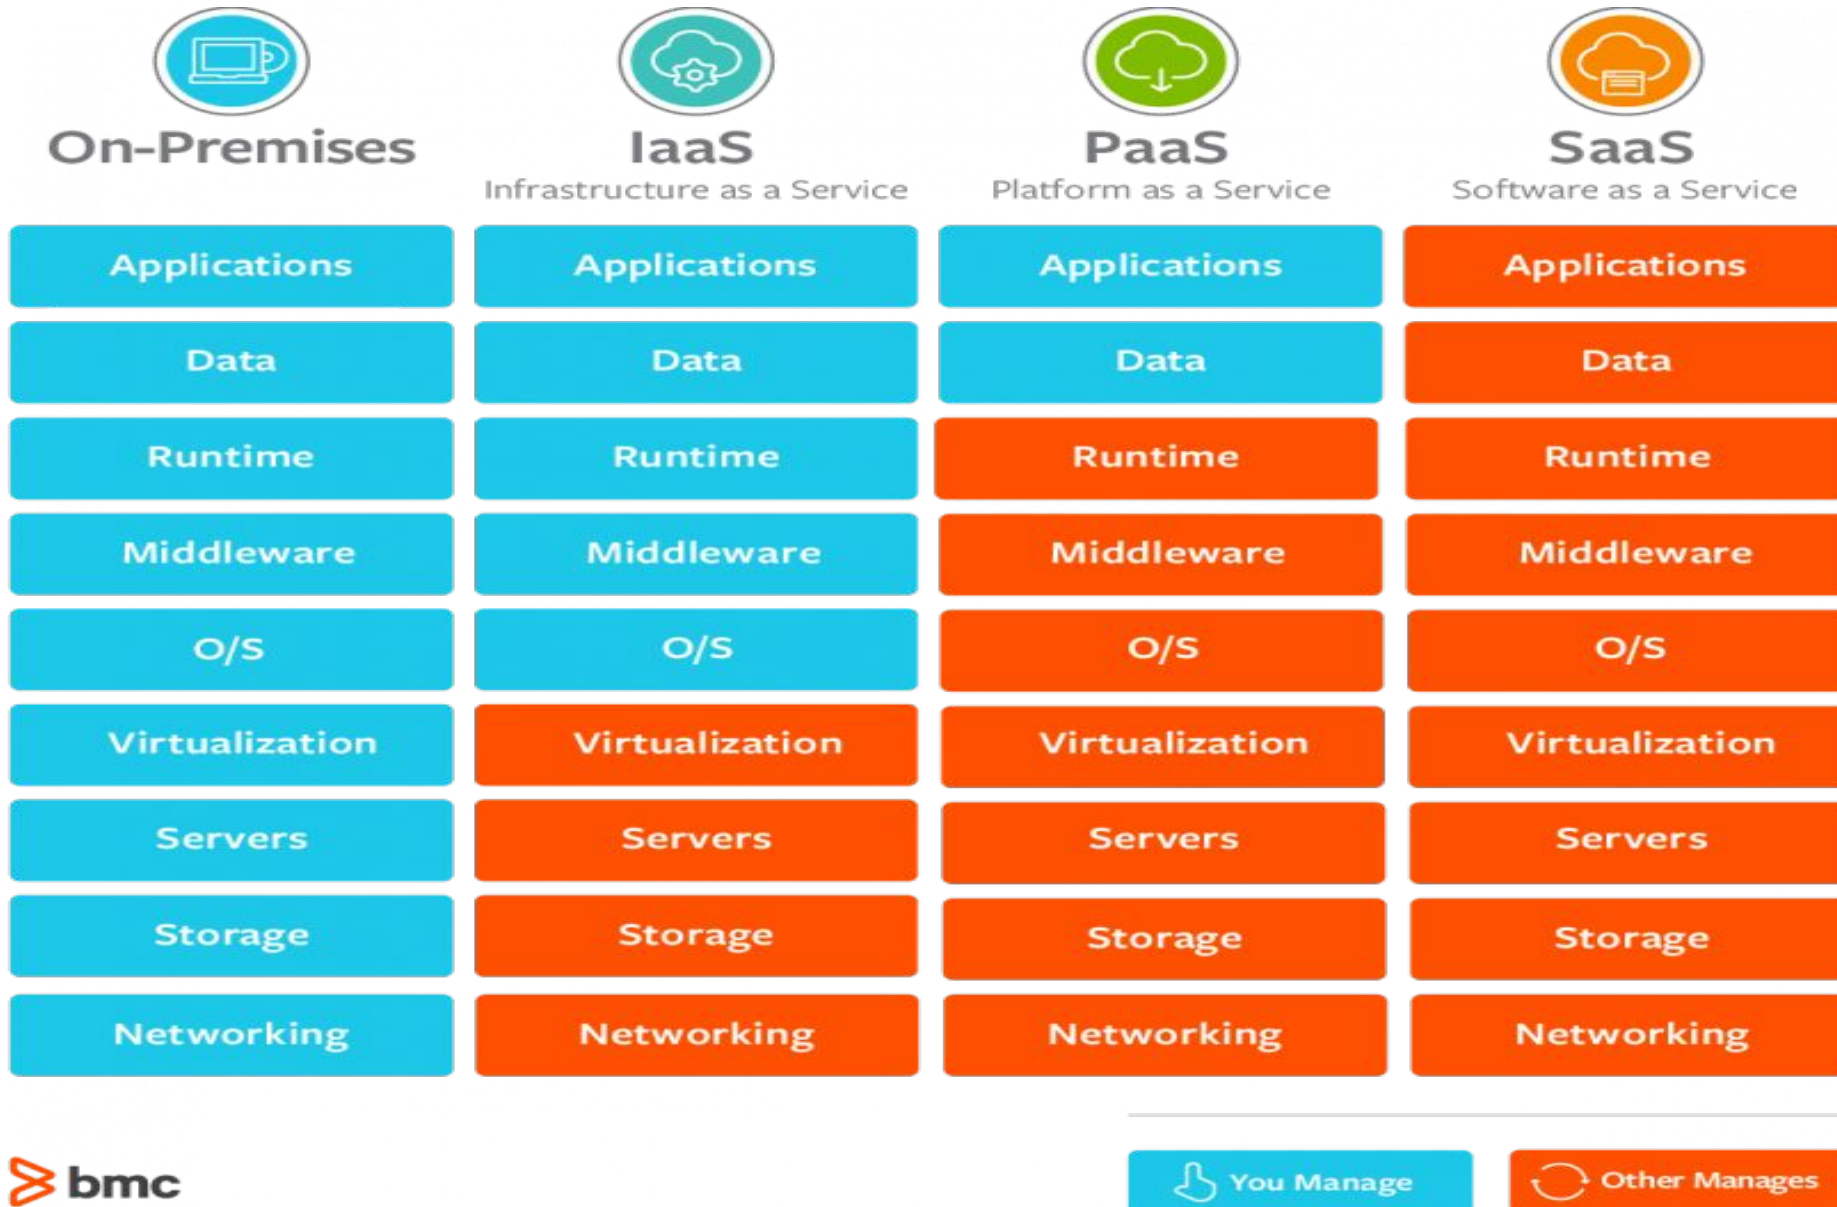 On-Premises
IaaS
PaaS
SaaS
Infrastructure as a Service
Platform as a Service
Software as a Service
Applications
Applications
Applications
Applications
Data
Data
Data
Data
Runtime
Runtime
Runtime
Runtime
Middleware
Middleware
Middleware
Middleware
O/S
O/S
O/S
O/S
Virtualization
Virtualization
Virtualization
Virtualization
Servers
Servers
Servers
Servers
Storage
Storage
Storage
Storage
Networking
Networking
Networking
Networking
bmc
You Manage
Other Manages